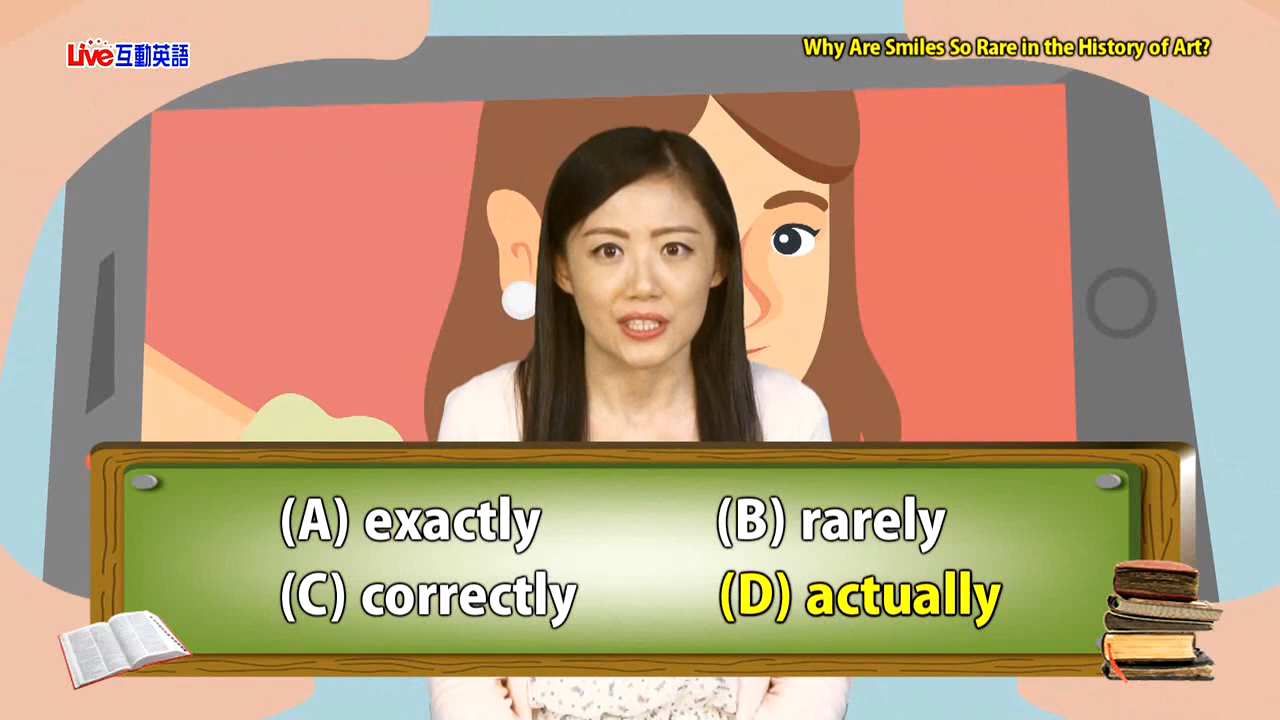 Live互動英語
Why Are Smiles So Rare in the History of Art?
(A) exactly
(B) rarely
(C) correctly
(D) actually